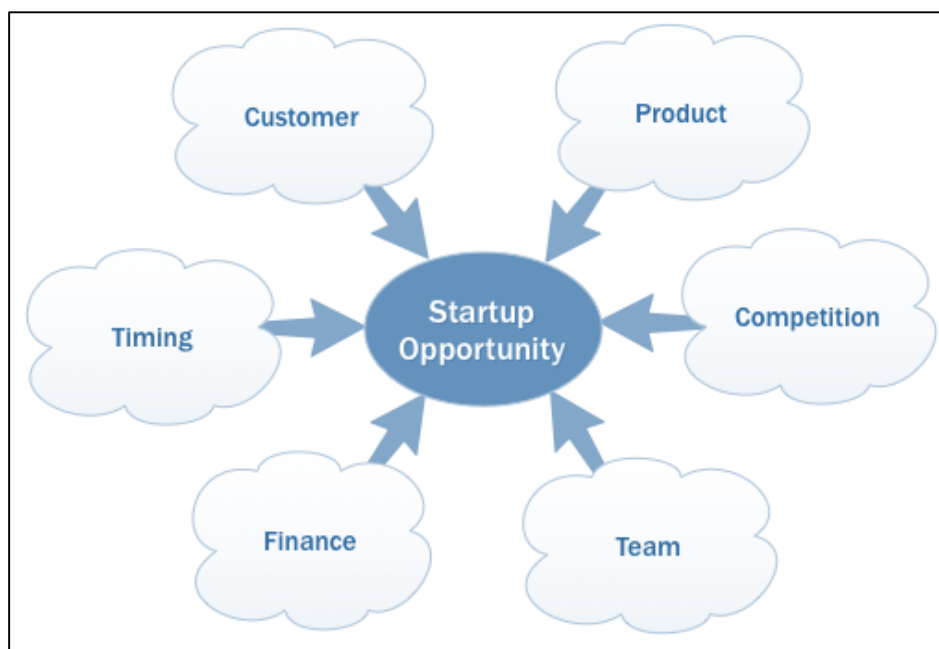 Customer
Product
Startup
Opportunity
Timing
Competition
Finance
Team